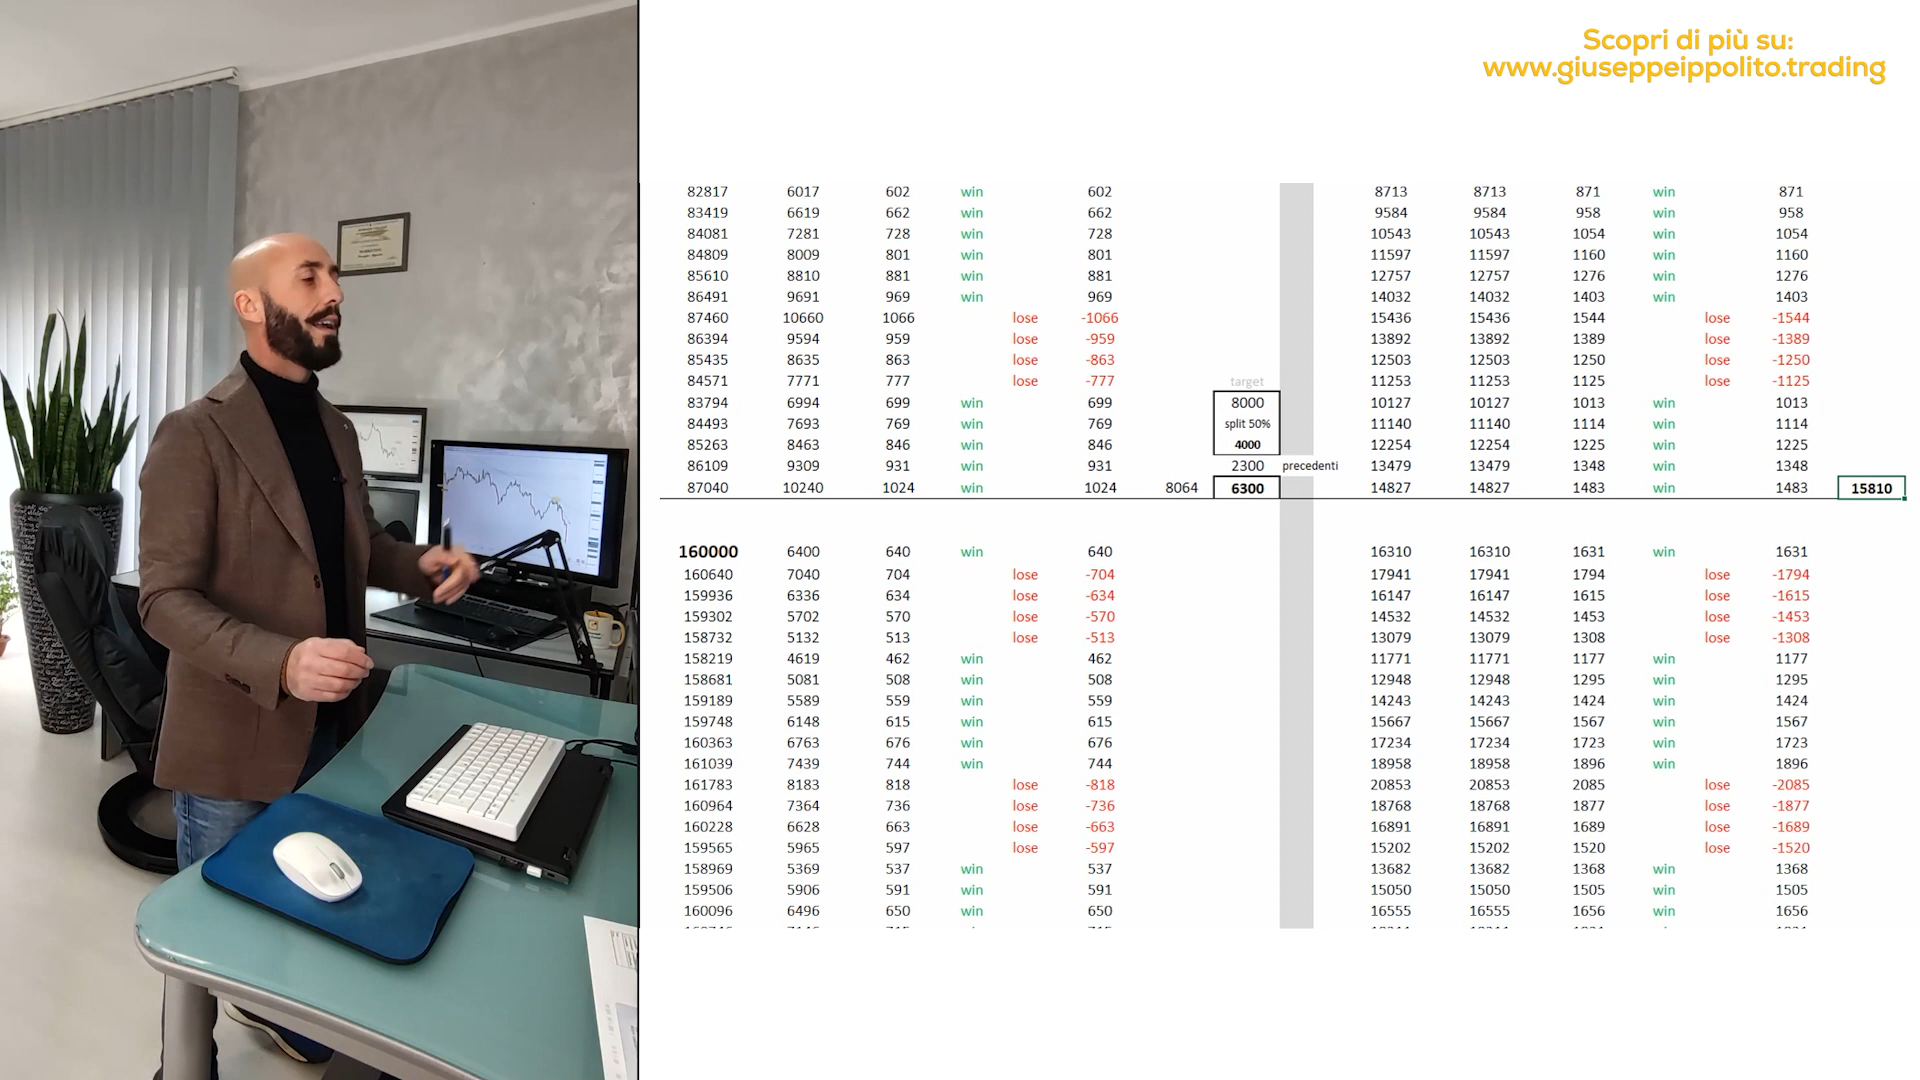 Scopri di più su:
www.giuseppeippolito.trading
82817 6017 602 win 602 8713 8713 871 win 871
83419 6619 662 win 662 9584 9584 958 win 958
84081 7281 728 win 728 10543 10543 1054 win 1054
84809 8009 801 win 801 11597 11597 1160 win 1160
85610 8810 881 win 881 12757 12757 1276 win 1276
86491 9691 969 win 969 14032 14032 1403 win 1403
87460 10660 1066 lose -1066 15436 15436 1544 lose -1544
86394 9594 959 lose -959 13892 13892 1389 lose -1389
85435 8635 863 lose -863 12503 12503 1250 lose -1250
84571 7771 777 lose -777 target 11253 11253 1125 lose -1125
83794 6994 699 win 699 8000 10127 10127 1013 win 1013
84493 7693 769 win 769 split 50% 11140 11140 1114 win 1114
85263 8463 846 win 846 4000 12254 12254 1225 win 1225
86109 9309 931 win 931 2300 precedenti 13479 13479 1348 win 1348
87040 10240 1024 win 1024 8064 6300 14827 14827 1483 win 1483 15810
160000 6400 640 win 640 16310 16310 1631 win 1631
160640 7040 704 lose -704 17941 17941 1794 lose -1794
159936 6336 634 lose -634 16147 16147 1615 lose -1615
159302 5702 570 lose -570 14532 14532 1453 lose -1453
158732 5132 513 lose -513 13079 13079 1308 lose -1308
158219 4619 462 win 462 11771 11771 1177 win 1177
158681 5081 508 win 508 12948 12948 1295 win 1295
159189 5589 559 win 559 14243 14243 1424 win 1424
159748 6148 615 win 615 15667 15667 1567 win 1567
160363 6763 676 win 676 17234 17234 1723 win 1723
161039 7439 744 win 744 18958 18958 1896 win 1896
161783 8183 818 lose -818 20853 20853 2085 lose -2085
160964 7364 736 lose -736 18768 18768 1877 lose -1877
160228 6628 663 lose -663 16891 16891 1689 lose -1689
159565 5965 597 lose -597 15202 15202 1520 lose -1520
158969 5369 537 win 537 13682 13682 1368 win 1368
159506 5906 591 win 591 15050 15050 1505 win 1505
160096 6496 650 win 650 16555 16555 1656 win 1656